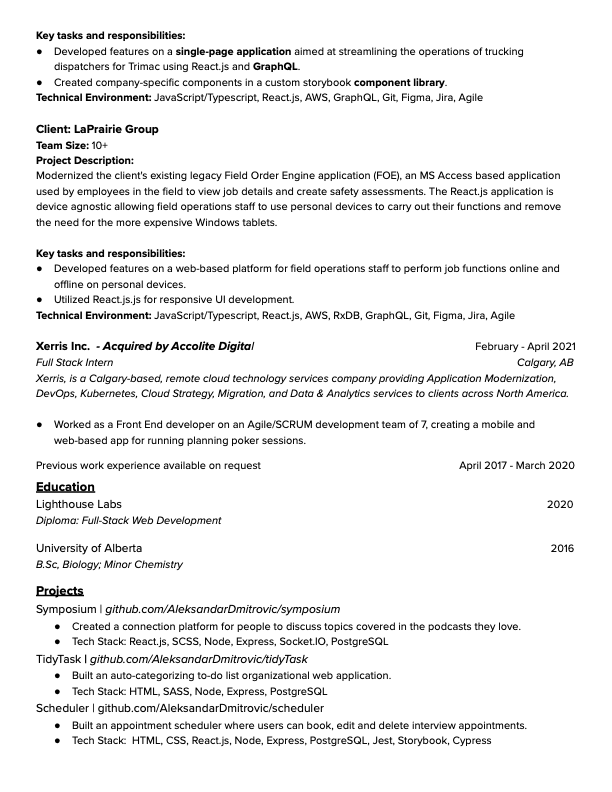 Key tasks and responsibilities:
● Developed features on a single-page application aimed at streamlining the operations of trucking
dispatchers for Trimac using React.js and GraphQL.
● Created company-specific components in a custom storybook component library.
Technical Environment: JavaScript/Typescript, React.js, AWS, GraphQL, Git, Figma, Jira, Agile
Client: LaPrairie Group
Team Size: 10+
Project Description:
Modernized the client's existing legacy Field Order Engine application (FOE), an MS Access based application
used by employees in the field to view job details and create safety assessments. The React.js application is
device agnostic allowing field operations staff to use personal devices to carry out their functions and remove
the need for the more expensive Windows tablets.
Key tasks and responsibilities:
● Developed features on a web-based platform for field operations staff to perform job functions online and
offline on personal devices.
● Utilized React.js.js for responsive UI development.
Technical Environment: JavaScript/Typescript, React.js, AWS, RxDB, GraphQL, Git, Figma, Jira, Agile
Xerris Inc. - Acquired by Accolite Digital February - April 2021
Full Stack Intern Calgary, AB
Xerris, is a Calgary-based, remote cloud technology services company providing Application Modernization,
DevOps, Kubernetes, Cloud Strategy, Migration, and Data & Analytics services to clients across North America.
● Worked as a Front End developer on an Agile/SCRUM development team of 7, creating a mobile and
web-based app for running planning poker sessions.
Previous work experience available on request April 2017 - March 2020
Education
Lighthouse Labs 2020
Diploma: Full-Stack Web Development
University of Alberta 2016
B.Sc, Biology; Minor Chemistry
Projects
Symposium | github.com/AleksandarDmitrovic/symposium
● Created a connection platform for people to discuss topics covered in the podcasts they love.
● Tech Stack: React.js, SCSS, Node, Express, Socket.IO, PostgreSQL
TidyTask | github.com/AleksandarDmitrovic/tidyTask
● Built an auto-categorizing to-do list organizational web application.
● Tech Stack: HTML, SASS, Node, Express, PostgreSQL
Scheduler | github.com/AleksandarDmitrovic/scheduler
● Built an appointment scheduler where users can book, edit and delete interview appointments.
● Tech Stack: HTML, CSS, React.js, Node, Express, PostgreSQL, Jest, Storybook, Cypress